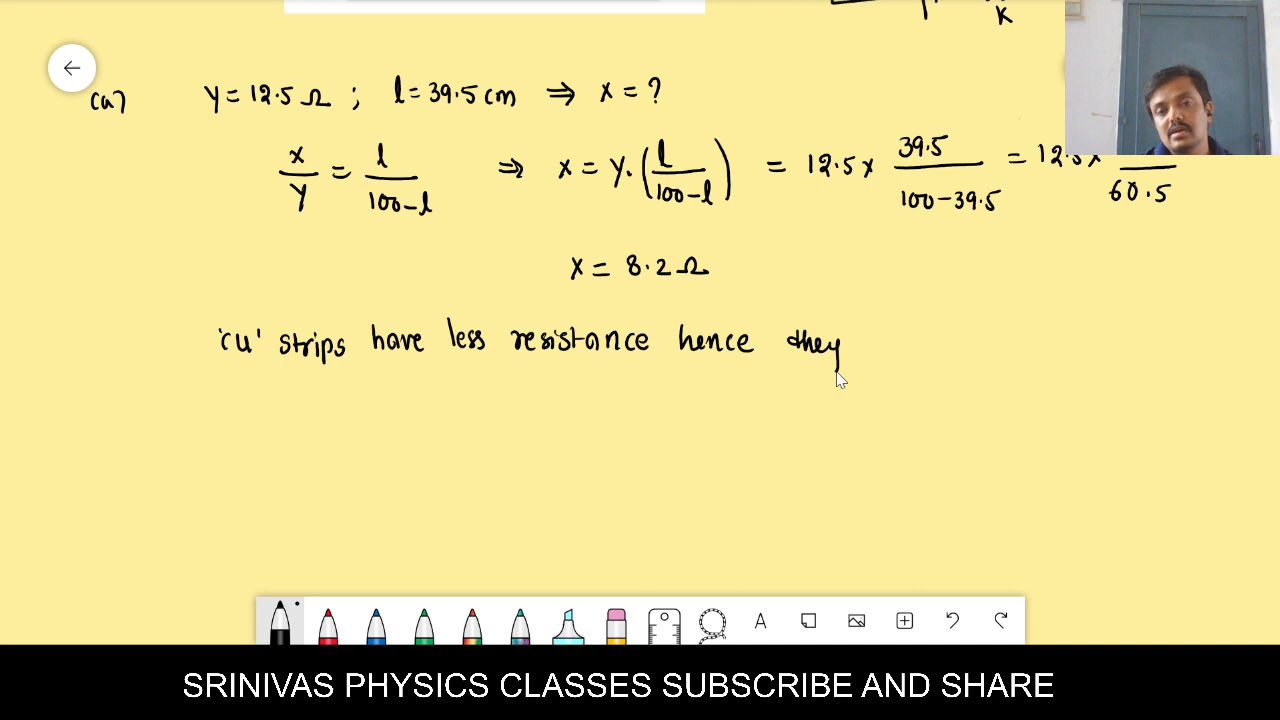 K
(a) Y = 12.5 Ω ; l = 39.5 cm ⇒ X = ?
X/Y = l/100-l ⇒ X = Y. (l/100-l) = 12.5 x 39.5/100-39.5 = 12.5 x /60.5
X = 8.2 Ω
'cu' strips have less resistance hence they
A
SRINIVAS PHYSICS CLASSES SUBSCRIBE AND SHARE